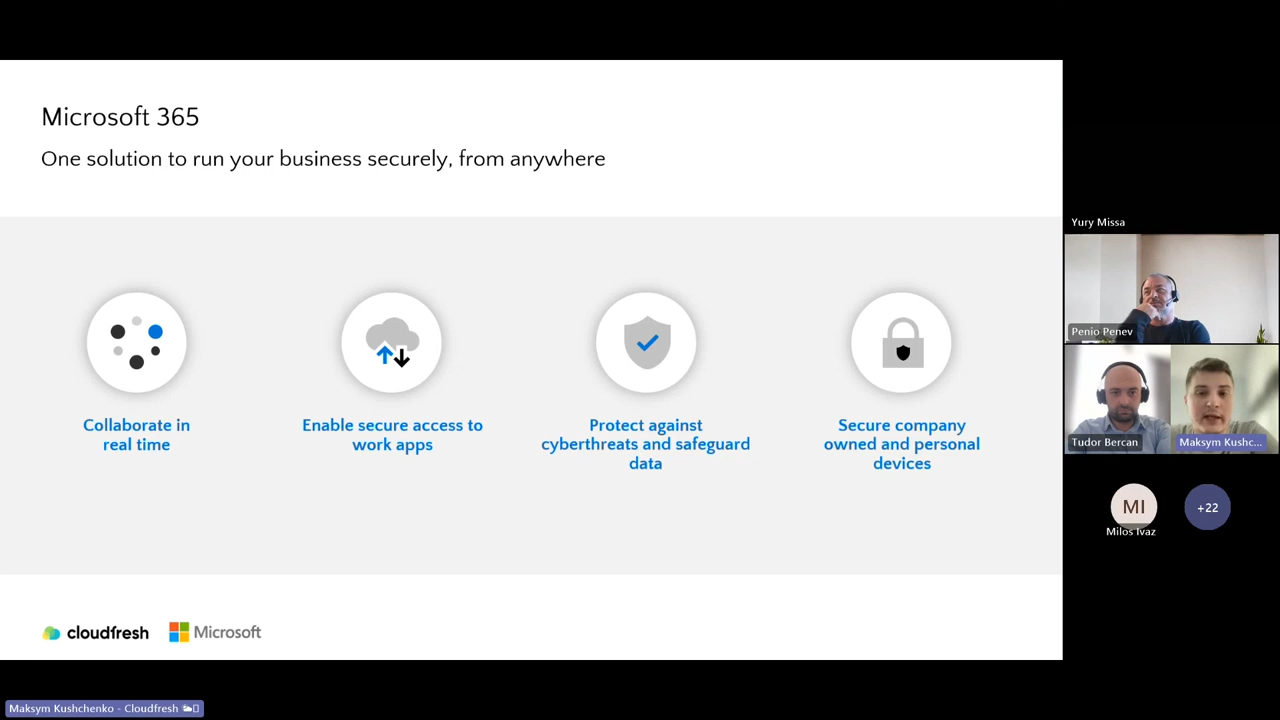 Microsoft 365
One solution to run your business securely, from anywhere
Collaborate in
real time
Enable secure access to
work apps
Protect against
cyberthreats and safeguard
data
Secure company
owned and personal
devices
cloudfresh
Microsoft
Yury Missa
Penio Penev
Tudor Bercan
Maksym Kushc...
MI
+22
Milos Ivaz
Maksym Kushchenko - Cloudfresh